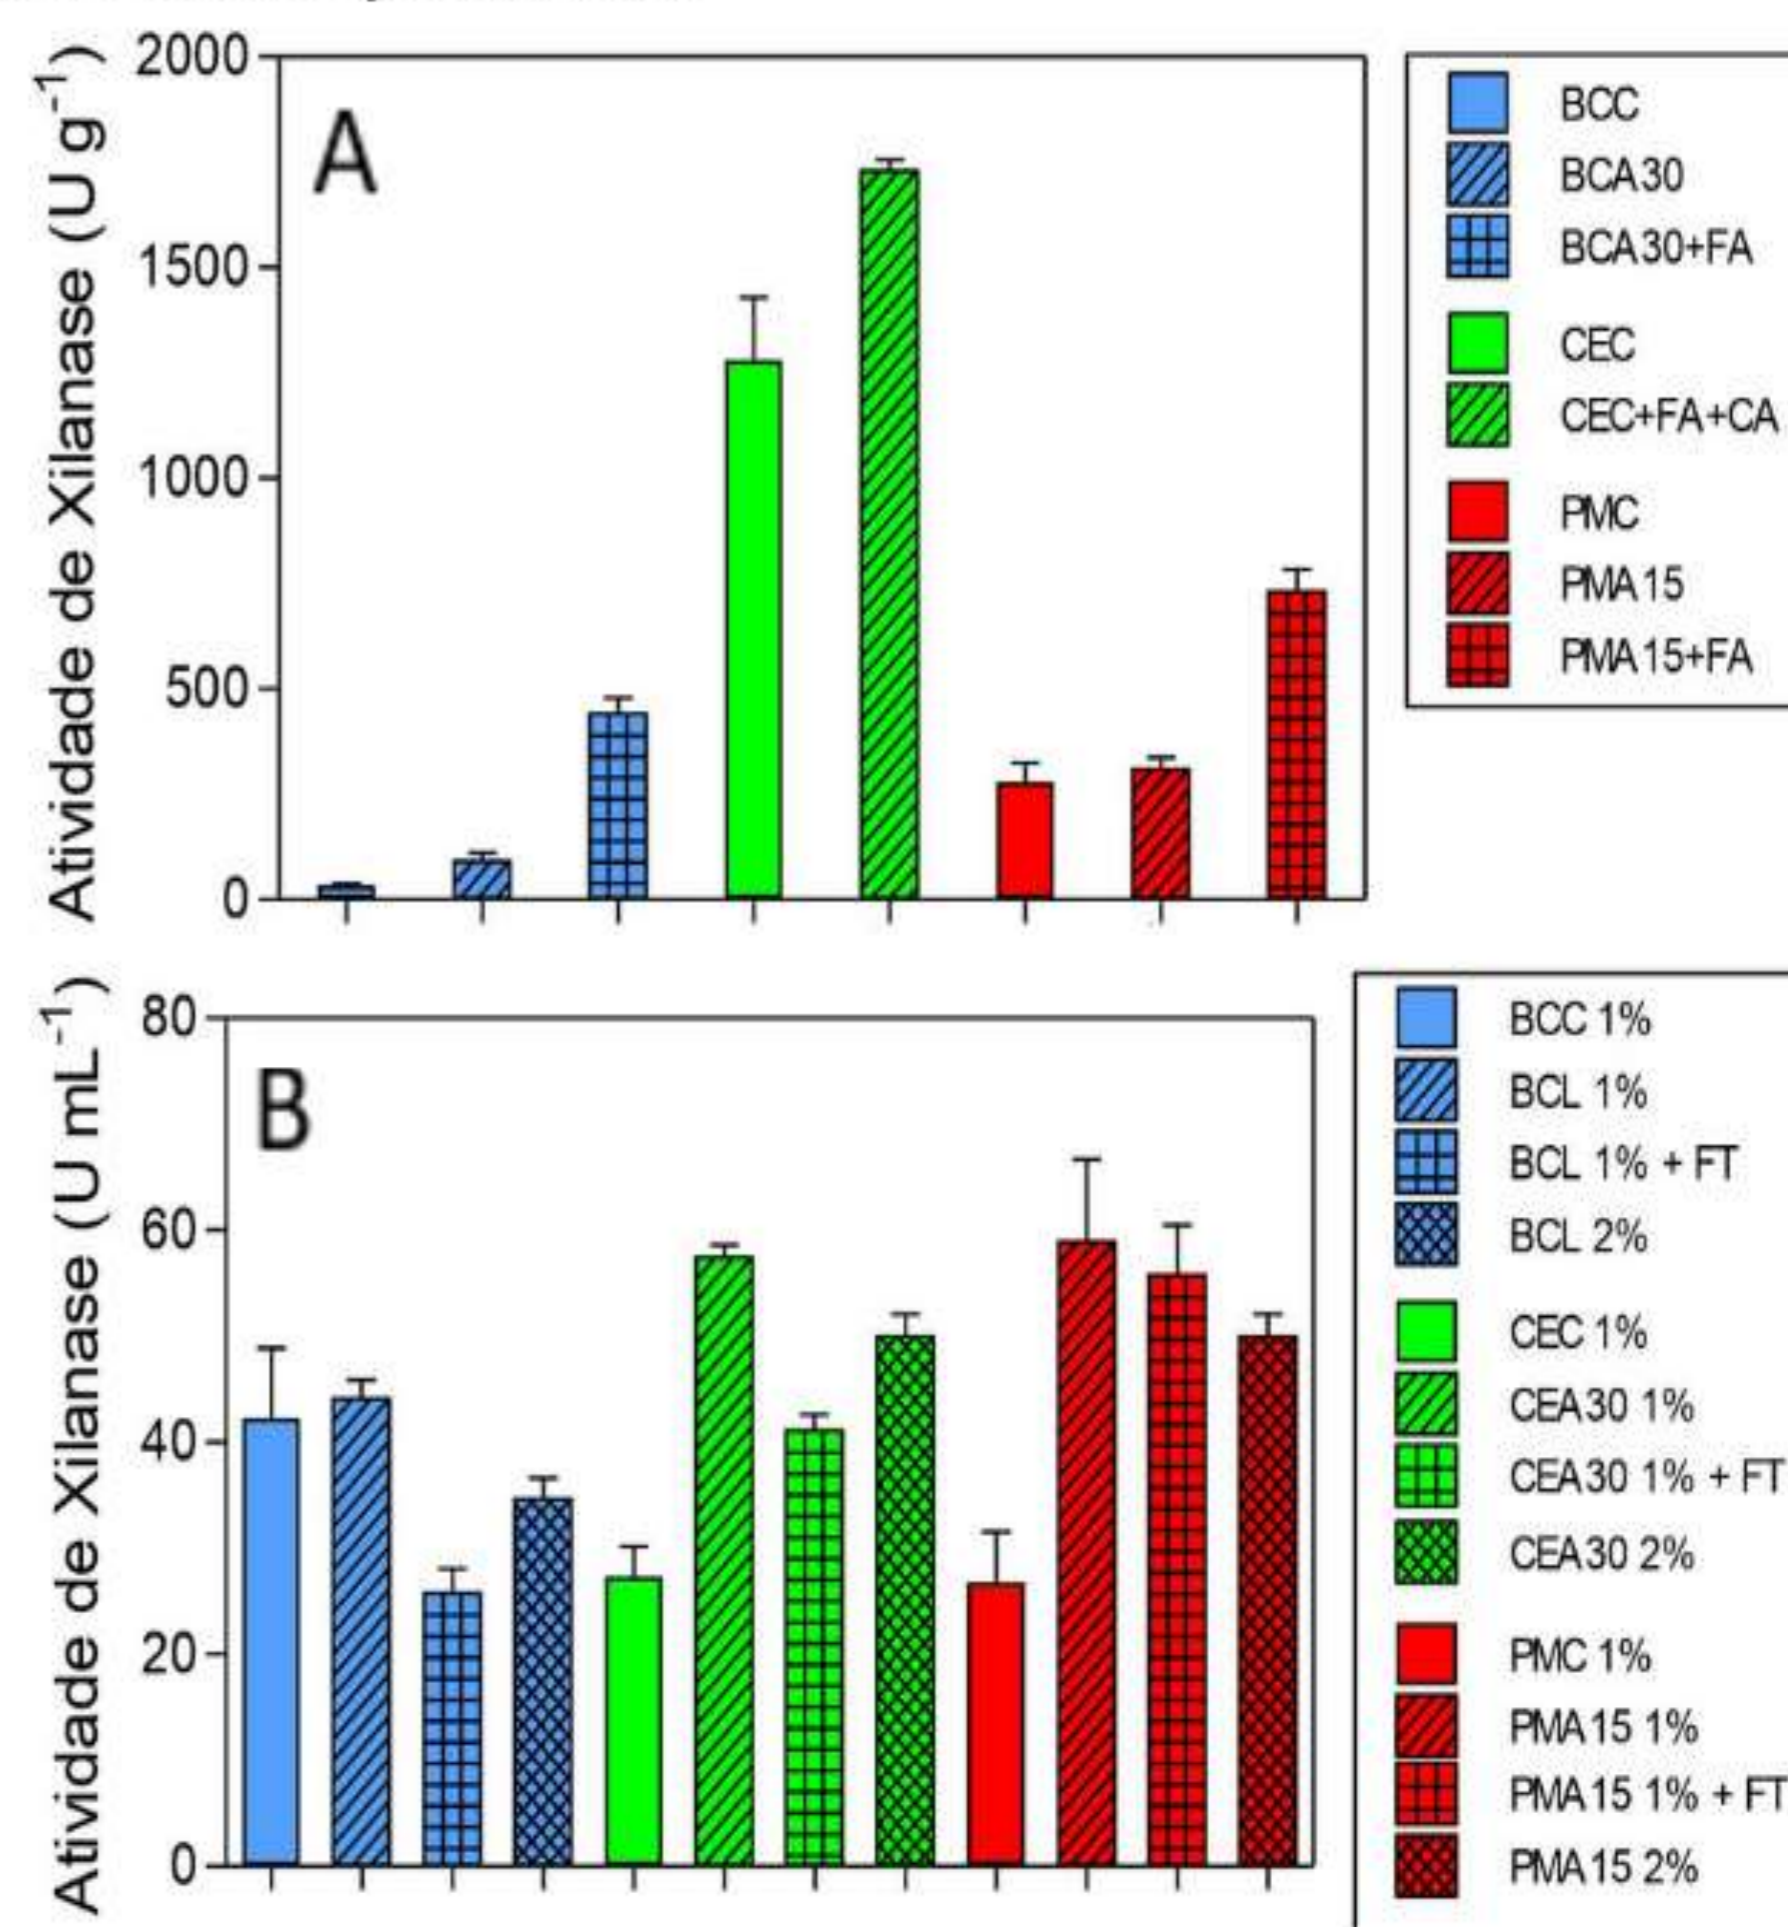 Atividade de Xilanase (U g⁻¹)
2000
1500
1000
500
0
A
BCC
BCA30
BCA30+FA
CEC
CEC+FA+CA
PMC
PMA15
PMA15+FA
Atividade de Xilanase (U mL⁻¹)
80
60
40
20
0
B
BCC 1%
BCL 1%
BCL 1% + FT
BCL 2%
CEC 1%
CEA30 1%
CEA30 1% + FT
CEA30 2%
PMC 1%
PMA15 1%
PMA15 1% + FT
PMA15 2%